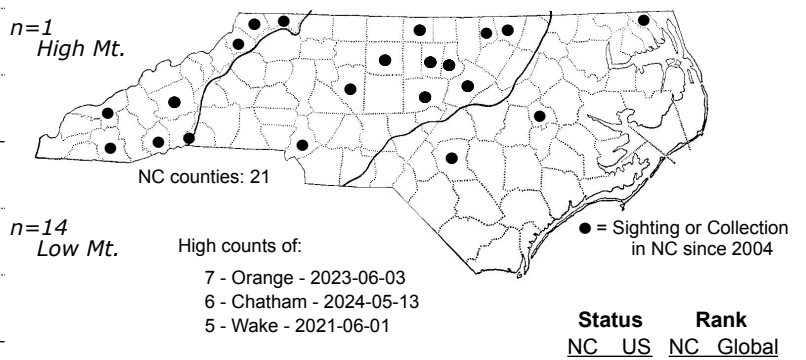 n=1
High Mt.
NC counties: 21
n=14
Low Mt.
High counts of:
7 - Orange - 2023-06-03
6 - Chatham - 2024-05-13
5 - Wake - 2021-06-01
● = Sighting or Collection
in NC since 2004
Status Rank
NC US NC Global